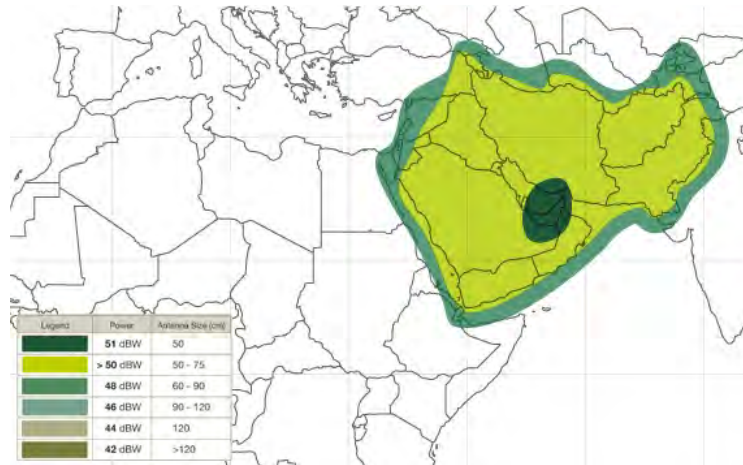 Legend Power Antenna Size (cm)
51 dBW 50
> 50 dBW 50 - 75
48 dBW 60 - 90
46 dBW 90 - 120
44 dBW 120
42 dBW >120